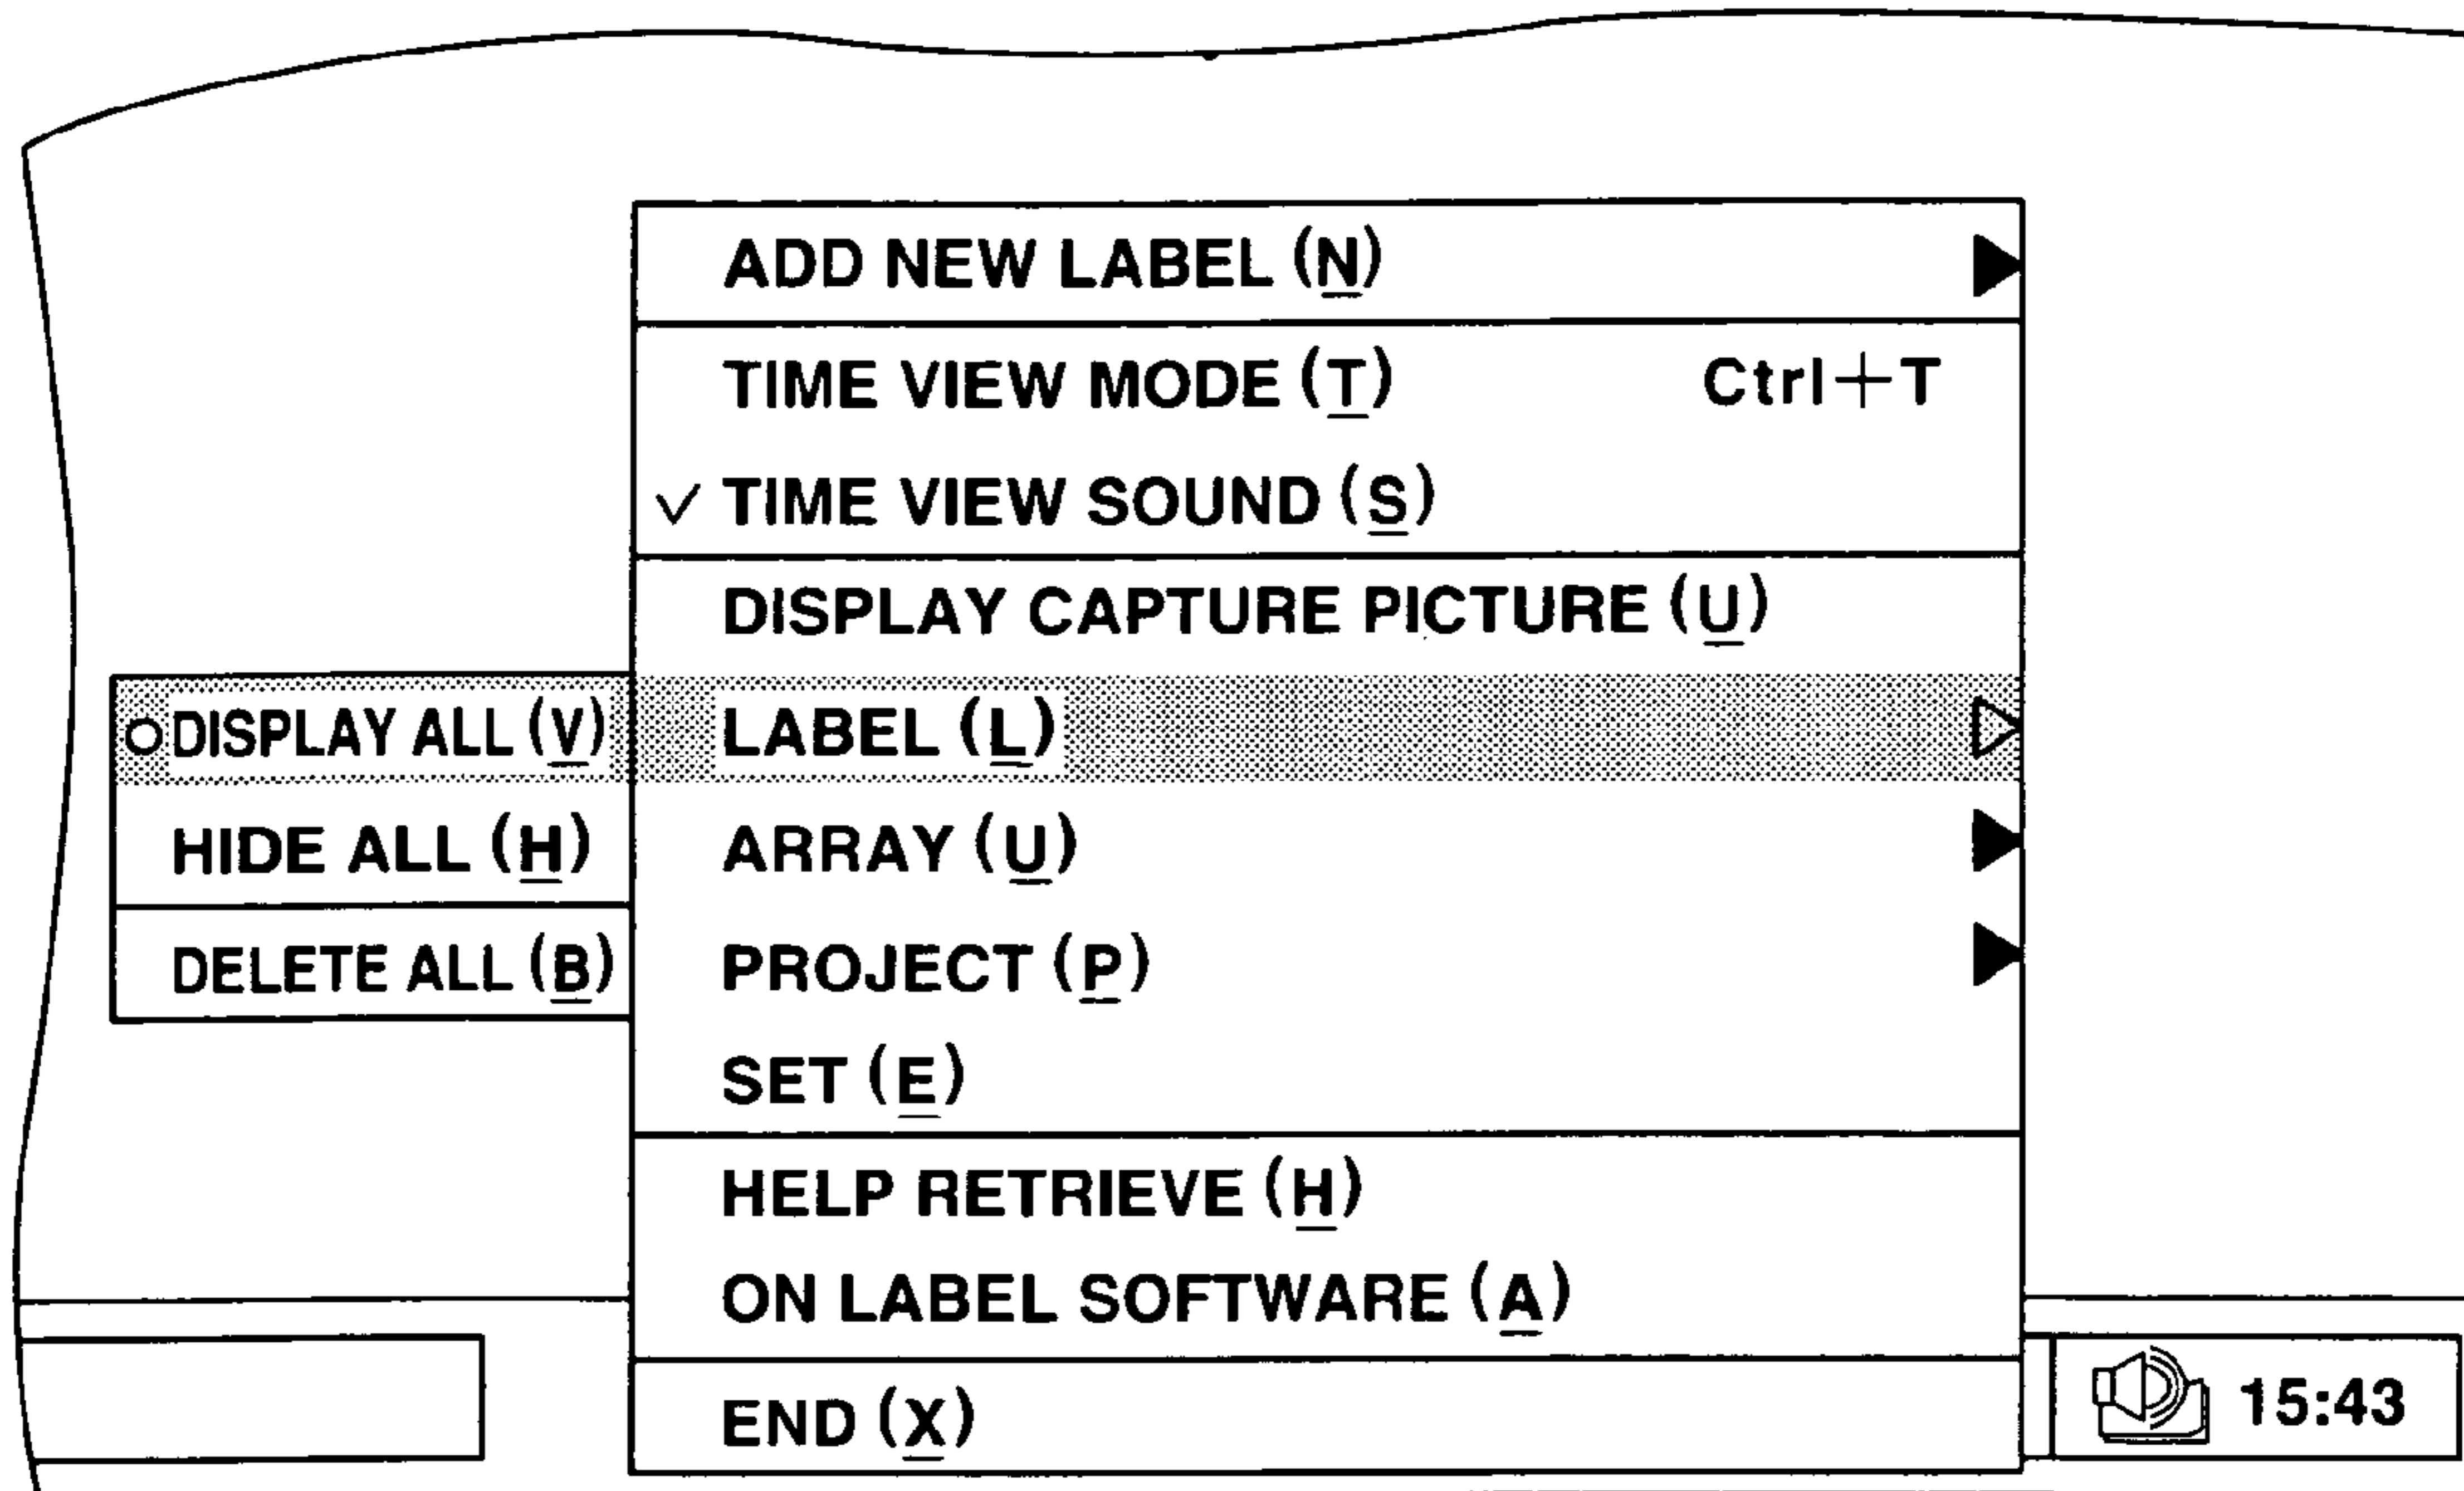 ADD NEW LABEL (N)
TIME VIEW MODE (T) Ctrl+T
TIME VIEW SOUND (S)
DISPLAY CAPTURE PICTURE (U)
LABEL (L)
ARRAY (U)
PROJECT (P)
SET (E)
HELP RETRIEVE (H)
ON LABEL SOFTWARE (A)
END (X)
DISPLAY ALL (V)
HIDE ALL (H)
DELETE ALL (B)
15:43